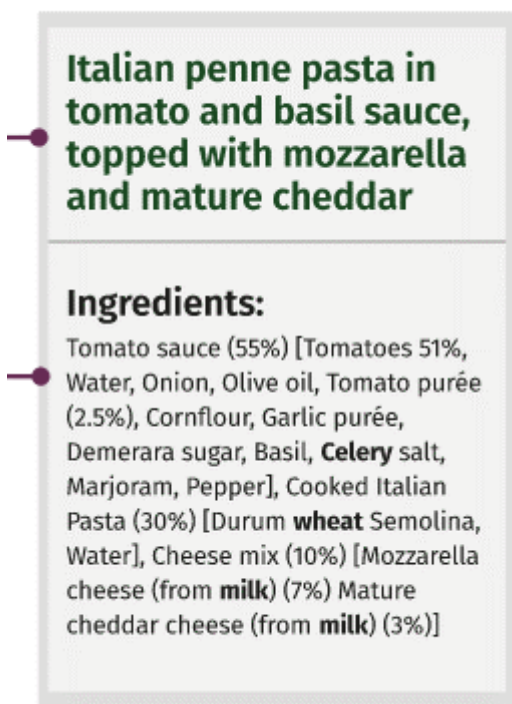 Italian penne pasta in
tomato and basil sauce,
topped with mozzarella
and mature cheddar
Ingredients:
Tomato sauce (55%) [Tomatoes 51%,
Water, Onion, Olive oil, Tomato purée
(2.5%), Cornflour, Garlic purée,
Demerara sugar, Basil, Celery salt,
Marjoram, Pepper], Cooked Italian
Pasta (30%) [Durum wheat Semolina,
Water], Cheese mix (10%) [Mozzarella
cheese (from milk) (7%) Mature
cheddar cheese (from milk) (3%)]